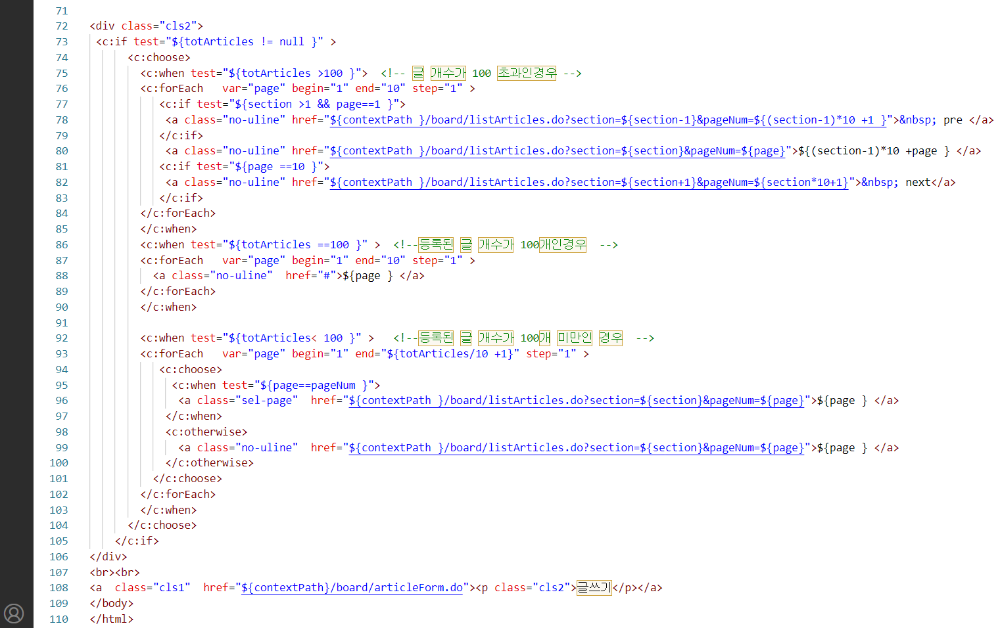 71
72 <div class="cls2">
73 <c:if test="${totArticles != null }" >
74 <c:choose>
75 <c:when test="${totArticles >100 }">  <!-- 글 개수가 100 초과인경우 -->
76 <c:forEach   var="page" begin="1" end="10" step="1" >
77 <c:if test="${section >1 && page==1 }">
78 <a class="no-uline" href="${contextPath }/board/listArticles.do?section=${section-1}&pageNum=${(section-1)*10 +1 }">&nbsp; pre </a>
79 </c:if>
80 <a class="no-uline" href="${contextPath }/board/listArticles.do?section=${section}&pageNum=${page}">${(section-1)*10 +page } </a>
81 <c:if test="${page ==10 }">
82 <a class="no-uline" href="${contextPath }/board/listArticles.do?section=${section+1}&pageNum=${section*10+1}">&nbsp; next</a>
83 </c:if>
84 </c:forEach>
85 </c:when>
86 <c:when test="${totArticles ==100 }" >  <!--등록된 글 개수가 100개인경우  -->
87 <c:forEach   var="page" begin="1" end="10" step="1" >
88 <a class="no-uline"  href="#">${page } </a>
89 </c:forEach>
90 </c:when>
91
92 <c:when test="${totArticles< 100 }" >   <!--등록된 글 개수가 100개 미만인 경우  -->
93 <c:forEach   var="page" begin="1" end="${totArticles/10 +1}" step="1" >
94 <c:choose>
95 <c:when test="${page==pageNum }">
96 <a class="sel-page"  href="${contextPath }/board/listArticles.do?section=${section}&pageNum=${page}">${page } </a>
97 </c:when>
98 <c:otherwise>
99 <a class="no-uline"  href="${contextPath }/board/listArticles.do?section=${section}&pageNum=${page}">${page } </a>
100 </c:otherwise>
101 </c:choose>
102 </c:forEach>
103 </c:when>
104 </c:choose>
105 </c:if>
106 </div>
107 <br><br>
108 <a  class="cls1"  href="${contextPath}/board/articleForm.do"><p class="cls2">글쓰기</p></a>
109 </body>
110 </html>